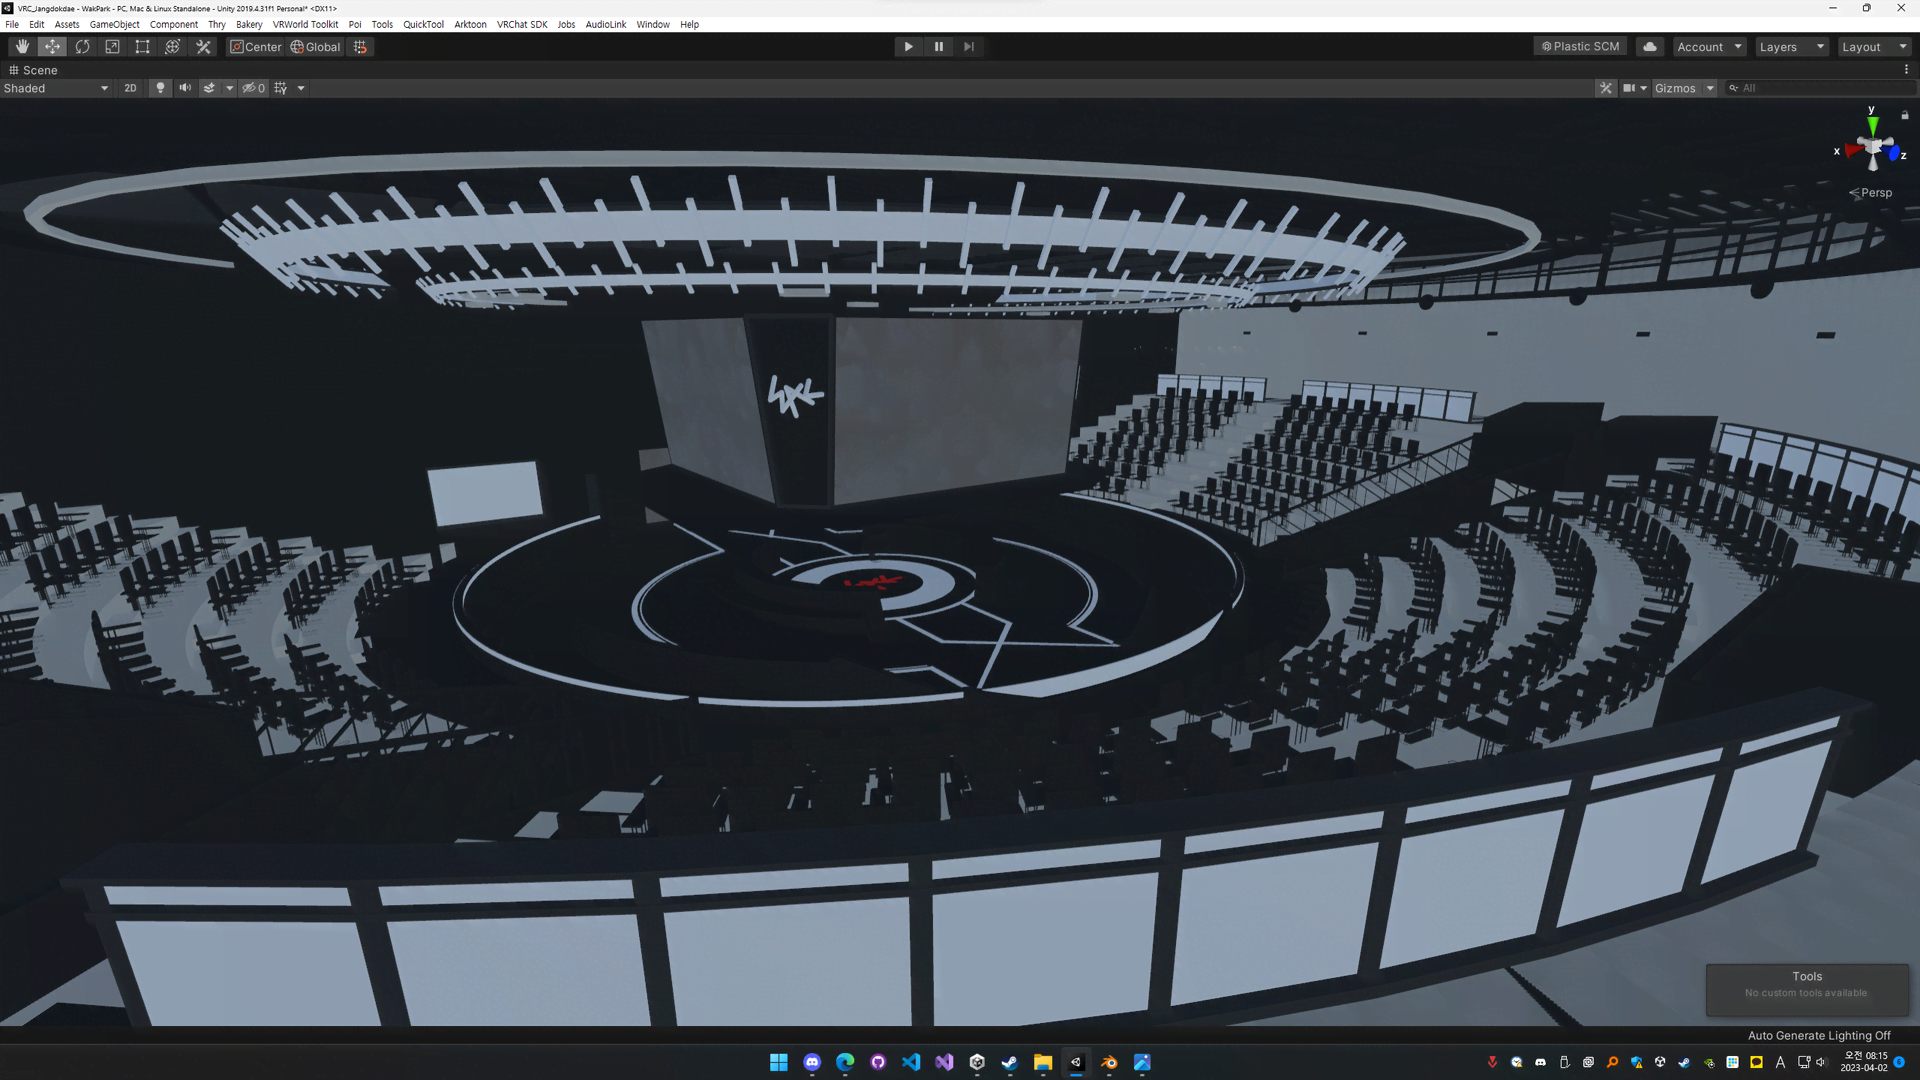 VRC_Jangdokdae - WakPark - PC, Mac & Linux Standalone - Unity 2019.4.31f1 Personal* <DX11>
File Edit Assets GameObject Component Thry Bakery VRWorld Toolkit Poi Tools QuickTool Arktoon VRChat SDK Jobs AudioLink Window Help
Center Global Plastic SCM Account Layers Layout
Scene
Shaded 2D 0 Gizmos All
y
x z
Persp
Tools
No custom tools available
Auto Generate Lighting Off
A 오전 08:15
2023-04-02